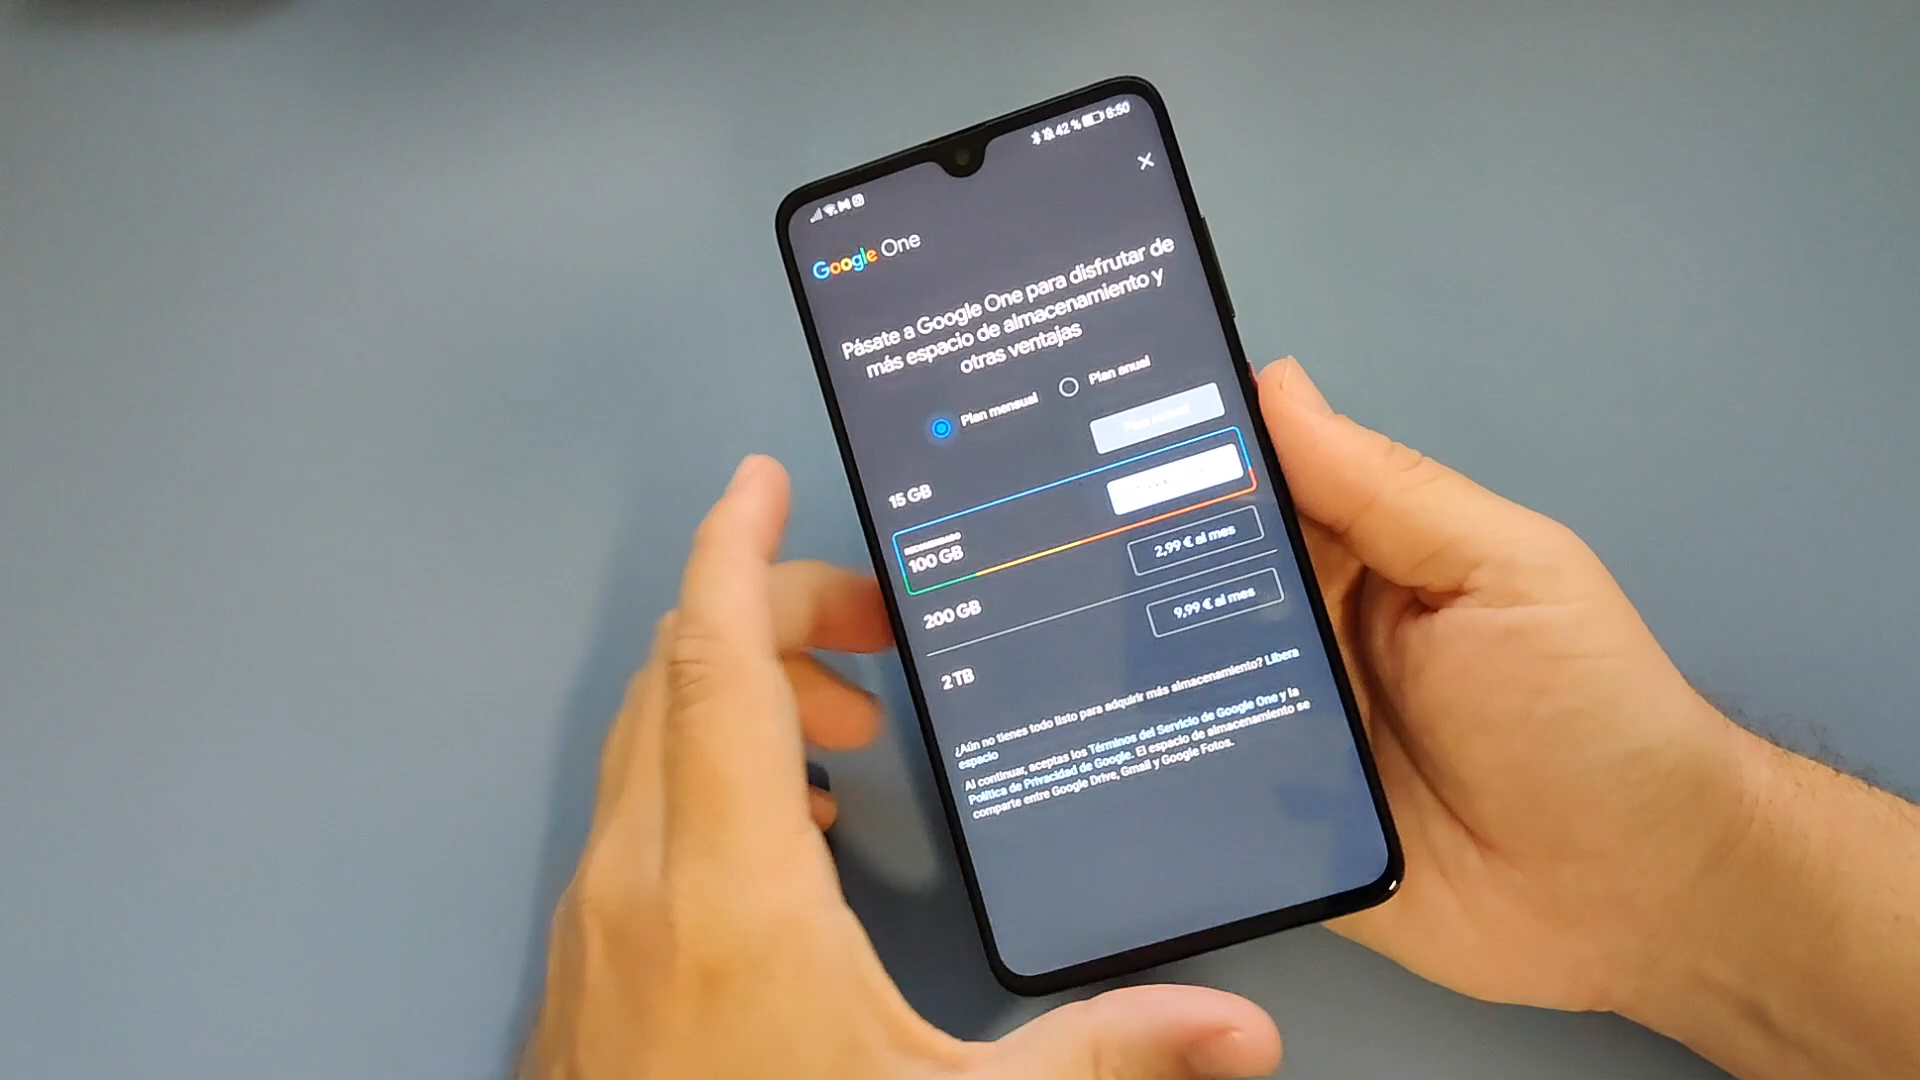 42 % 8:50
Google One
Pásate a Google One para disfrutar de
más espacio de almacenamiento y
otras ventajas
Plan mensual
Plan anual
15 GB
RECOMENDADO
100 GB
200 GB
2,99 € al mes
2 TB
9,99 € al mes
¿Aún no tienes todo listo para adquirir más almacenamiento? Libera
espacio
Al continuar, aceptas los Términos del Servicio de Google One y la
Política de Privacidad de Google. El espacio de almacenamiento se
comparte entre Google Drive, Gmail y Google Fotos.